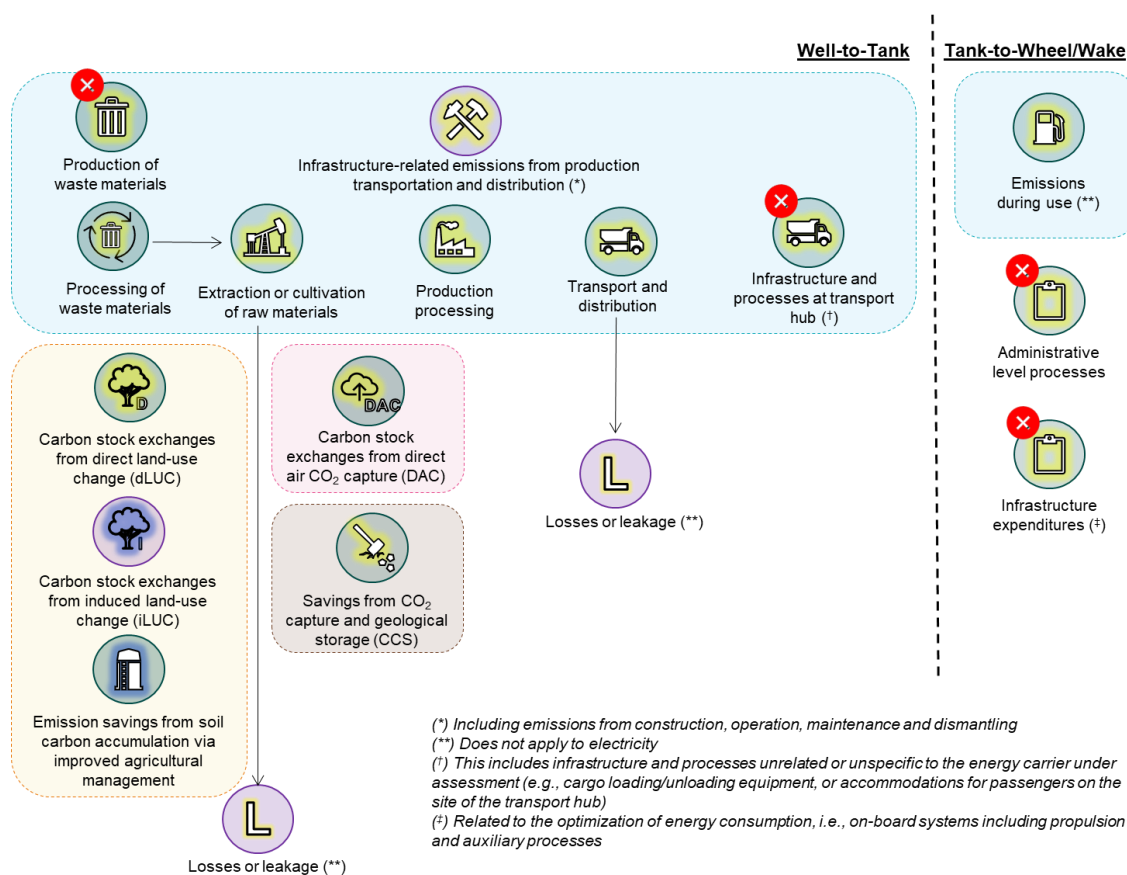 Well-to-Tank
Tank-to-Wheel/Wake
Production of
waste materials
Infrastructure-related emissions from production
transportation and distribution (*)
Emissions
during use (**)
Processing of
waste materials
Extraction or cultivation
of raw materials
Production
processing
Transport and
distribution
Infrastructure and
processes at transport
hub (†)
Administrative
level processes
D
Carbon stock exchanges
from direct land-use
change (dLUC)
DAC
Carbon stock
exchanges from direct
air CO₂ capture (DAC)
L
Losses or leakage (**)
Infrastructure
expenditures (‡)
I
Carbon stock exchanges
from induced land-use
change (iLUC)
Savings from CO₂
capture and geological
storage (CCS)
Emission savings from soil
carbon accumulation via
improved agricultural
management
L
Losses or leakage (**)
(*) Including emissions from construction, operation, maintenance and dismantling
(**) Does not apply to electricity
(†) This includes infrastructure and processes unrelated or unspecific to the energy carrier under
assessment (e.g., cargo loading/unloading equipment, or accommodations for passengers on the
site of the transport hub)
(‡) Related to the optimization of energy consumption, i.e., on-board systems including propulsion
and auxiliary processes